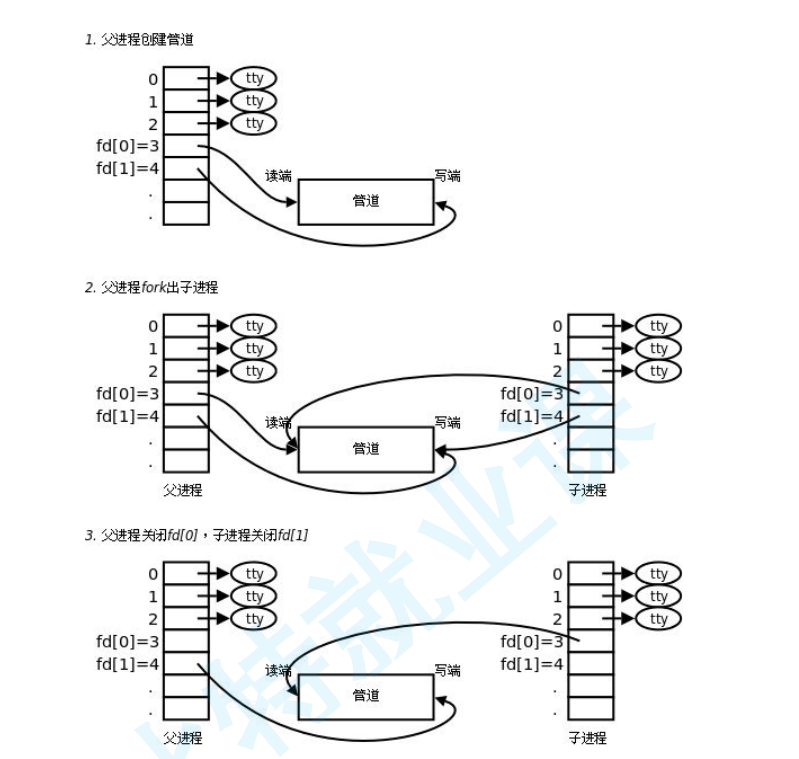 1. 父进程创建管道
0 tty
1 tty
2 tty
fd[0]=3
读端 写端
fd[1]=4
.
管道
.
2. 父进程fork出子进程
0 tty 0 tty
1 tty 1 tty
2 tty 2 tty
fd[0]=3 fd[0]=3
fd[1]=4 读端 写端 fd[1]=4
. 管道 .
. .
父进程 子进程
3. 父进程关闭fd[0]，子进程关闭fd[1]
0 tty 0 tty
1 tty 1 tty
2 tty 2 tty
fd[0]=3 fd[0]=3
fd[1]=4 读端 写端 fd[1]=4
. 管道 .
. .
父进程 子进程
特就业课